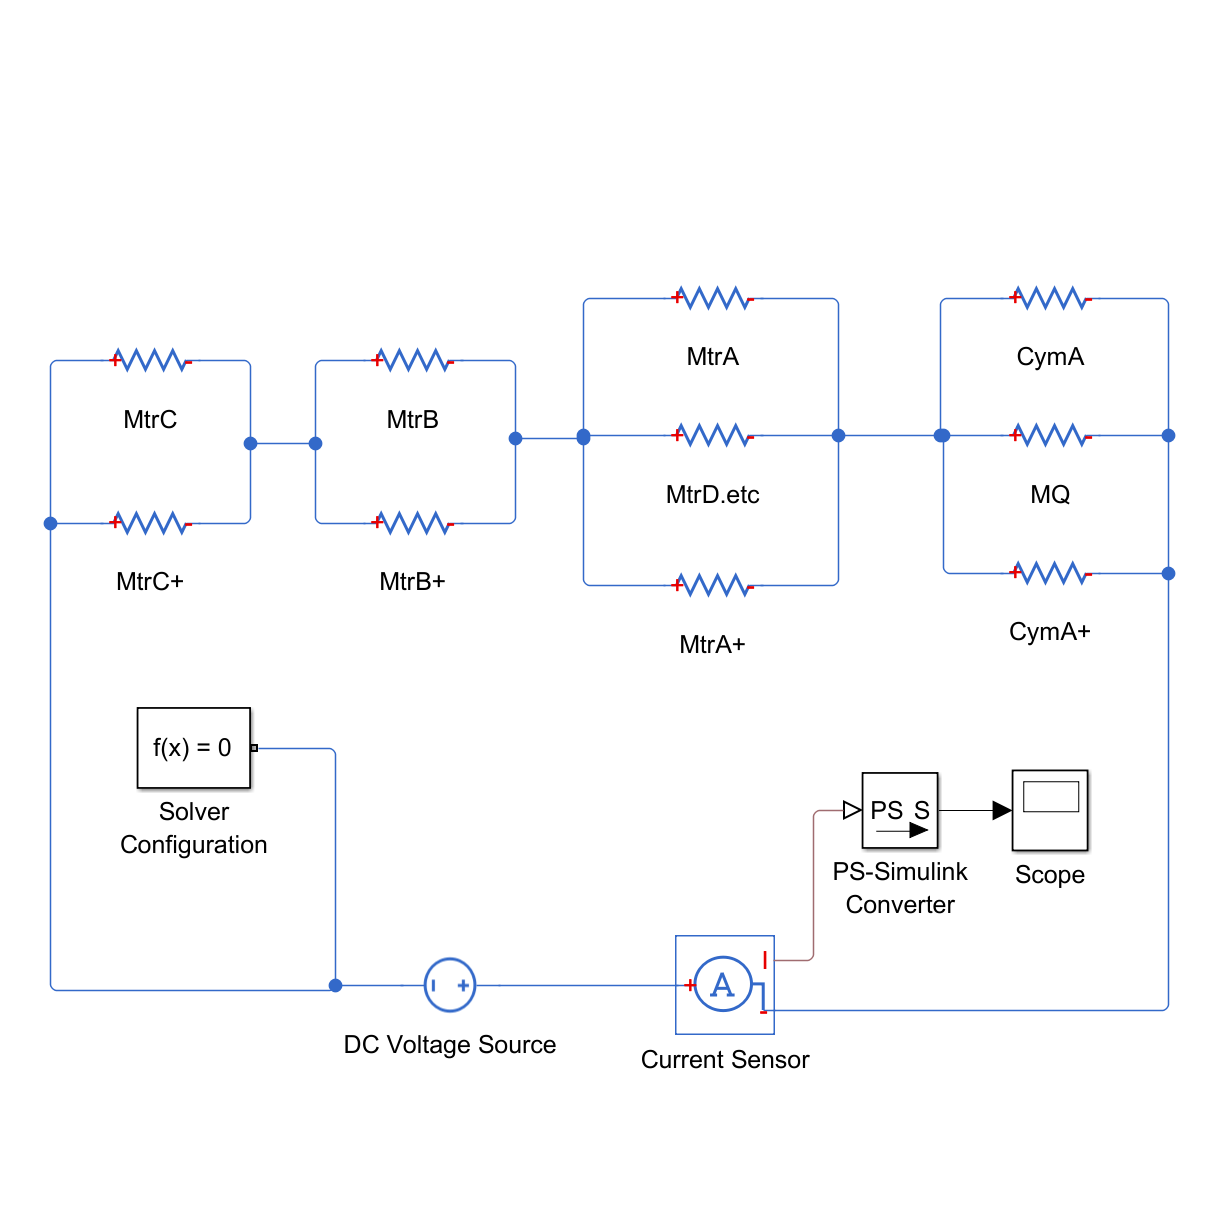 MtrA
CymA
MtrC
MtrB
MtrD.etc
MQ
MtrC+
MtrB+
MtrA+
CymA+
f(x) = 0
Solver
Configuration
PS S
PS-Simulink
Converter
Scope
I
A
DC Voltage Source
Current Sensor